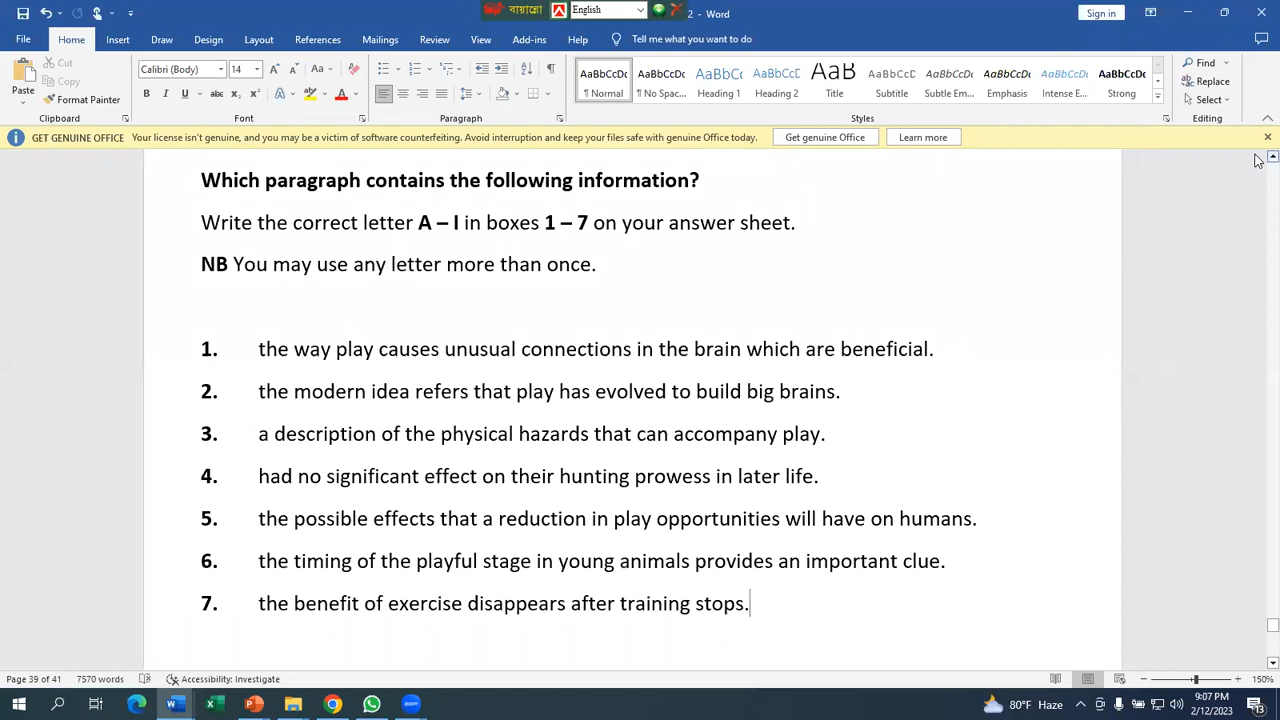 বায়ান্নো English 2 - Word Sign in
File Home Insert Draw Design Layout References Mailings Review View Add-ins Help Tell me what you want to do
Paste Cut Copy Format Painter
Calibri (Body) 14
AaBbCcDc ¶ Normal
AaBbCcDc ¶ No Spac...
AaBbCc Heading 1
AaBbCcD Heading 2
AaB Title
AaBbCcD Subtitle
AaBbCcDc Subtle Em...
AaBbCcDc Emphasis
AaBbCcDc Intense E...
AaBbCcDc Strong
Find Replace Select
Clipboard Font Paragraph Styles Editing
GET GENUINE OFFICE Your license isn't genuine, and you may be a victim of software counterfeiting. Avoid interruption and keep your files safe with genuine Office today. Get genuine Office Learn more
Which paragraph contains the following information?
Write the correct letter A – I in boxes 1 – 7 on your answer sheet.
NB You may use any letter more than once.
1. the way play causes unusual connections in the brain which are beneficial.
2. the modern idea refers that play has evolved to build big brains.
3. a description of the physical hazards that can accompany play.
4. had no significant effect on their hunting prowess in later life.
5. the possible effects that a reduction in play opportunities will have on humans.
6. the timing of the playful stage in young animals provides an important clue.
7. the benefit of exercise disappears after training stops.
Page 39 of 41 7570 words Accessibility: Investigate 150%
80°F Haze 9:07 PM
2/12/2023 13